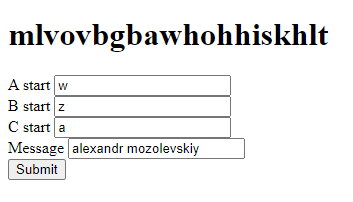 mlvovbgbawhohhiskhlt
A start w
B start z
C start a
Message alexandr mozolevskiy
Submit